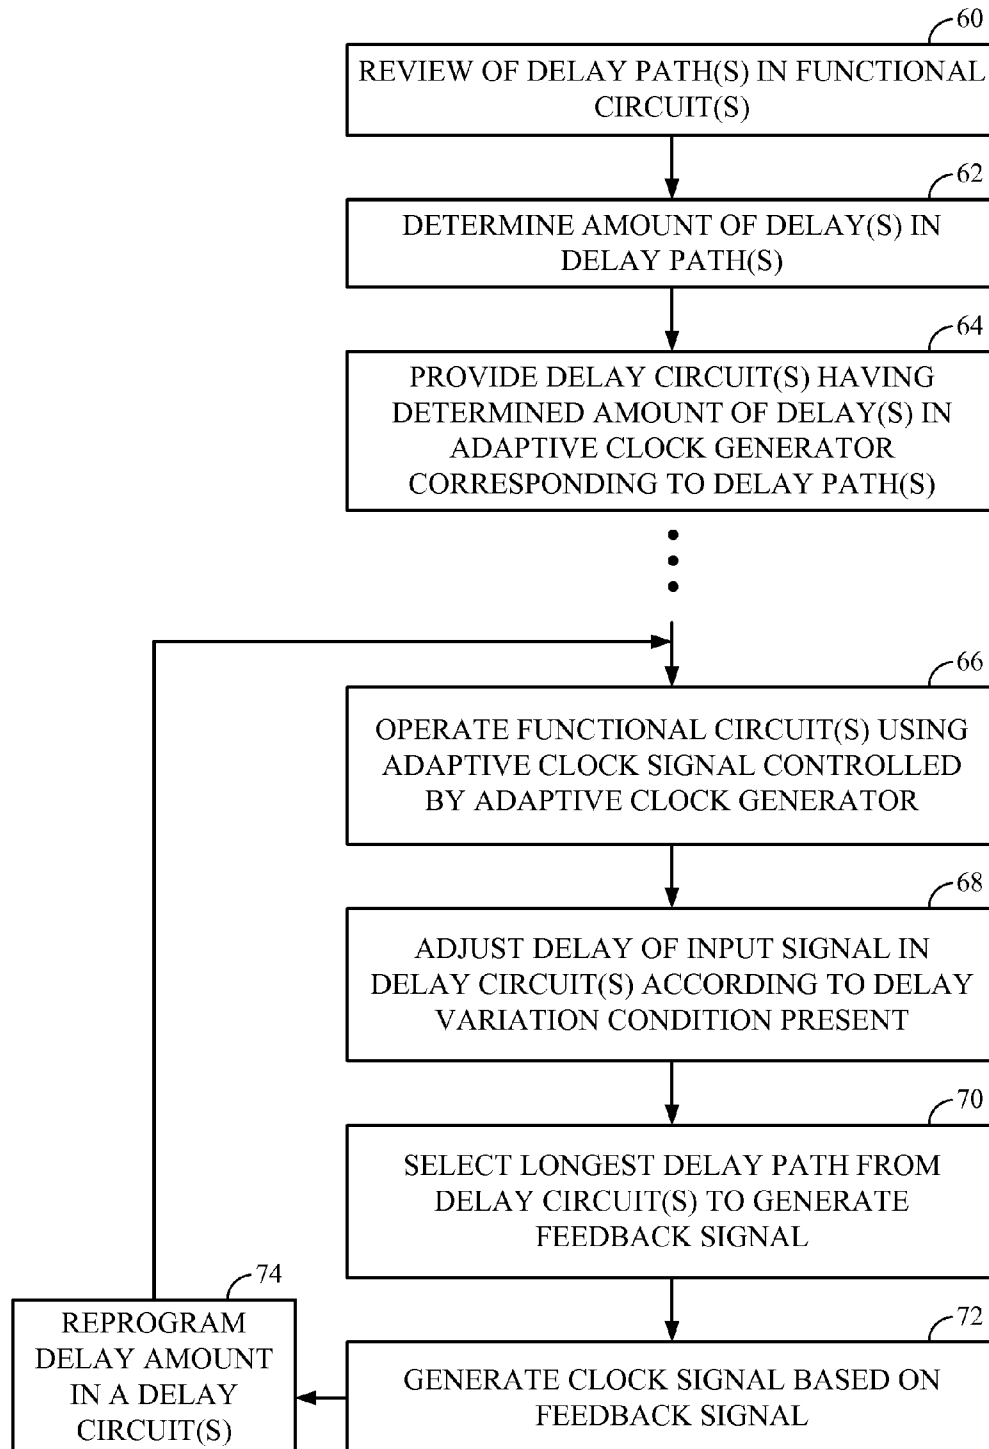 60
REVIEW OF DELAY PATH(S) IN FUNCTIONAL
CIRCUIT(S)
62
DETERMINE AMOUNT OF DELAY(S) IN
DELAY PATH(S)
64
PROVIDE DELAY CIRCUIT(S) HAVING
DETERMINED AMOUNT OF DELAY(S) IN
ADAPTIVE CLOCK GENERATOR
CORRESPONDING TO DELAY PATH(S)
66
OPERATE FUNCTIONAL CIRCUIT(S) USING
ADAPTIVE CLOCK SIGNAL CONTROLLED
BY ADAPTIVE CLOCK GENERATOR
68
ADJUST DELAY OF INPUT SIGNAL IN
DELAY CIRCUIT(S) ACCORDING TO DELAY
VARIATION CONDITION PRESENT
70
SELECT LONGEST DELAY PATH FROM
DELAY CIRCUIT(S) TO GENERATE
FEEDBACK SIGNAL
72
GENERATE CLOCK SIGNAL BASED ON
FEEDBACK SIGNAL
74
REPROGRAM
DELAY AMOUNT
IN A DELAY
CIRCUIT(S)